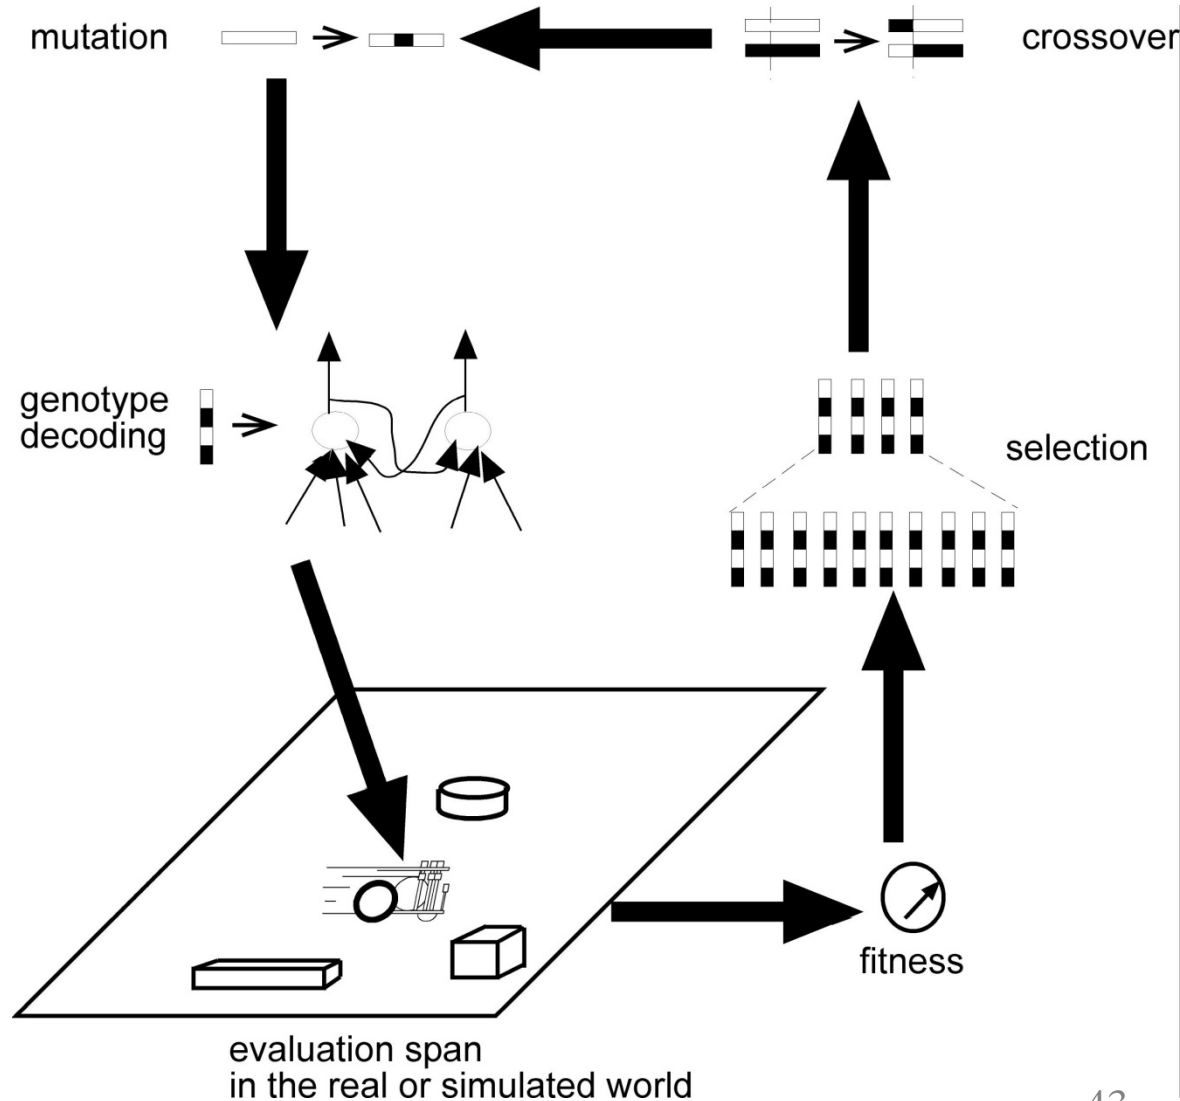 mutation
crossover
genotype
decoding
selection
fitness
evaluation span
in the real or simulated world